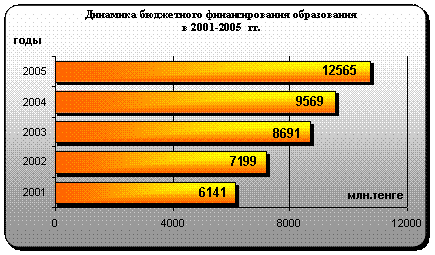 Динамика бюджетного финансирования образования
в 2001-2005 гг.
годы
2005 12565
2004 9569
2003 8691
2002 7199
2001 6141
млн.тенге
0 4000 8000 12000